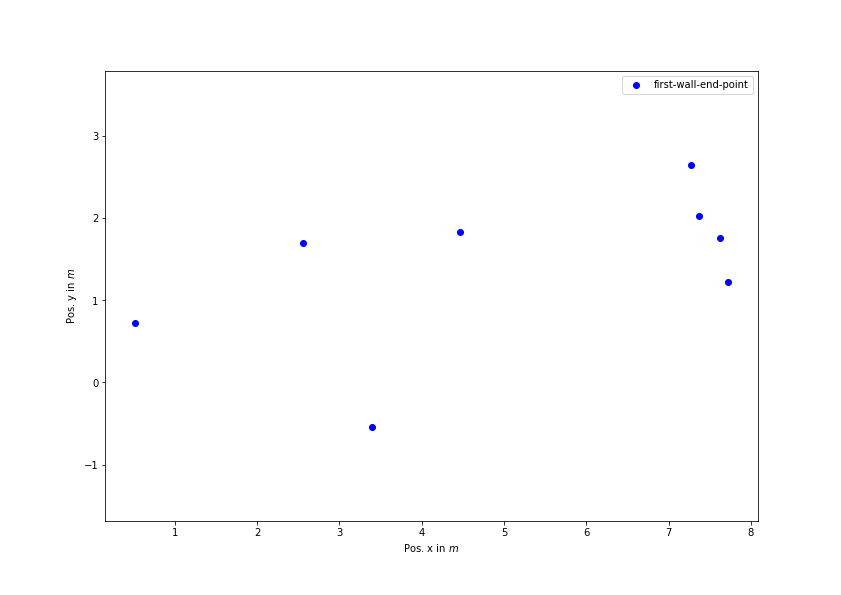 first-wall-end-point
3
2
1
0
−1
Pos. y in m
1 2 3 4 5 6 7 8
Pos. x in m